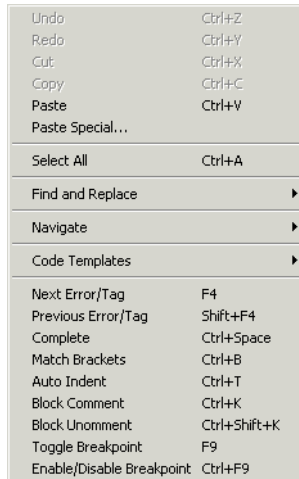 Undo Ctrl+Z
Redo Ctrl+Y
Cut Ctrl+X
Copy Ctrl+C
Paste Ctrl+V
Paste Special...
Select All Ctrl+A
Find and Replace
Navigate
Code Templates
Next Error/Tag F4
Previous Error/Tag Shift+F4
Complete Ctrl+Space
Match Brackets Ctrl+B
Auto Indent Ctrl+T
Block Comment Ctrl+K
Block Unomment Ctrl+Shift+K
Toggle Breakpoint F9
Enable/Disable Breakpoint Ctrl+F9